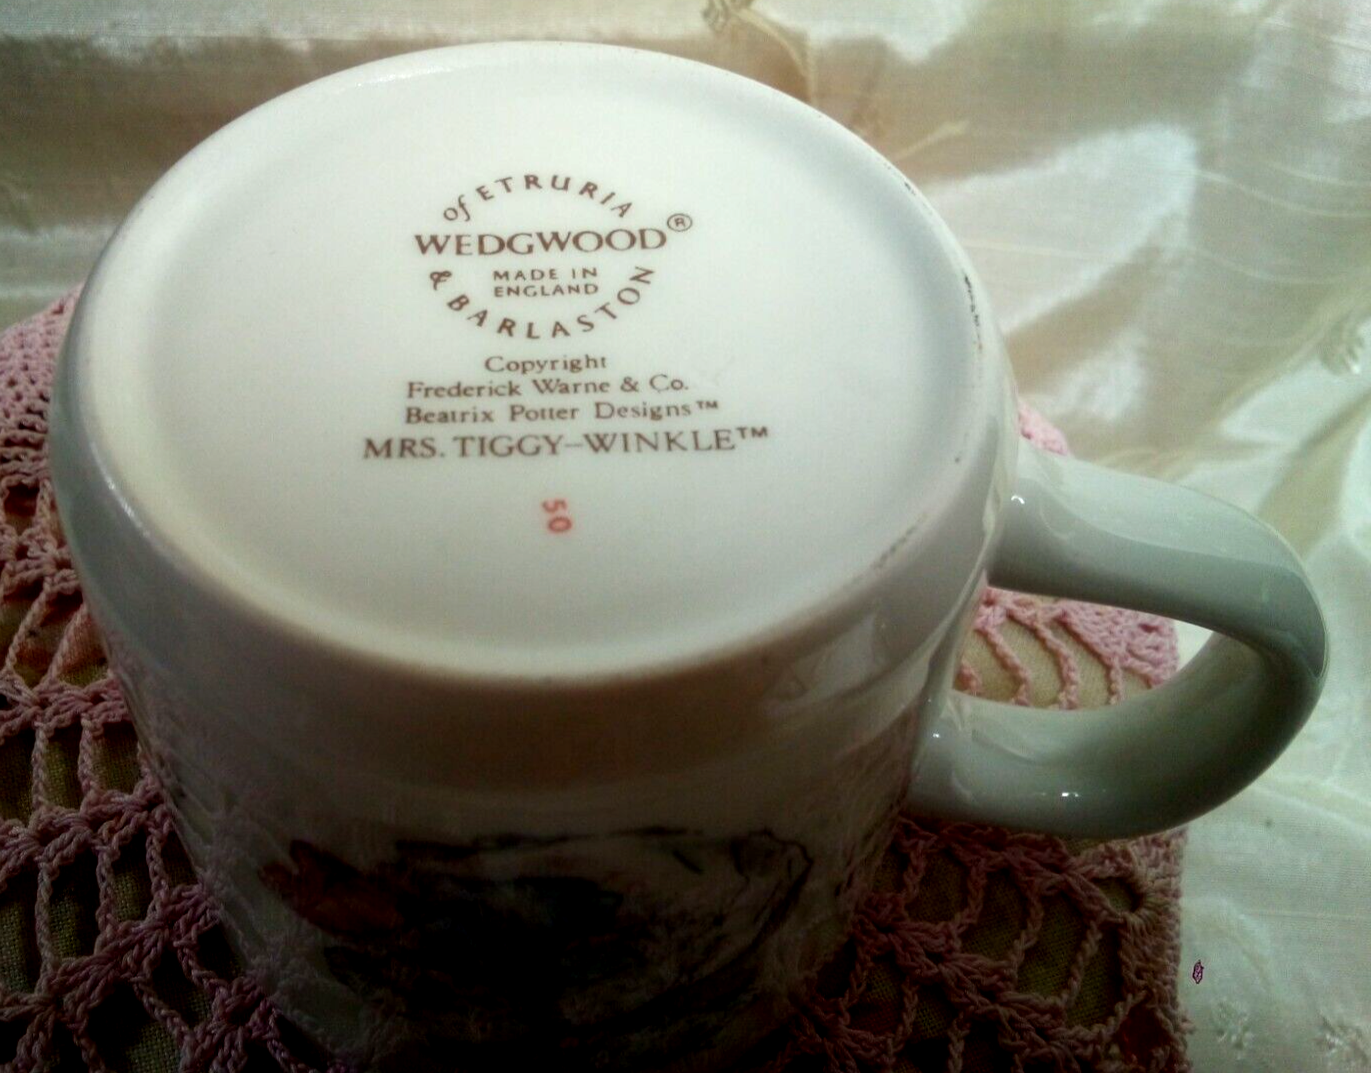 of ETRURIA
WEDGWOOD®
MADE IN
ENGLAND
& BARLASTON
Copyright
Frederick Warne & Co.
Beatrix Potter Designs™
MRS. TIGGY–WINKLE™
50